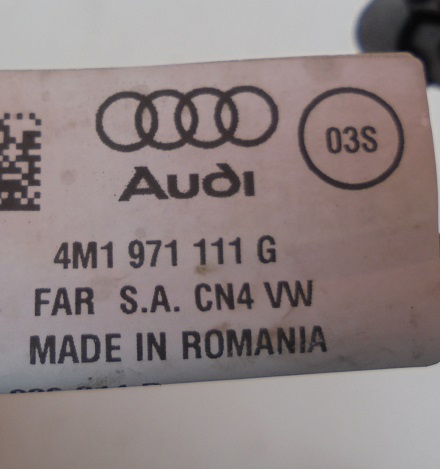 03S
Audi
4M1 971 111 G
FAR S.A. CN4 VW
MADE IN ROMANIA